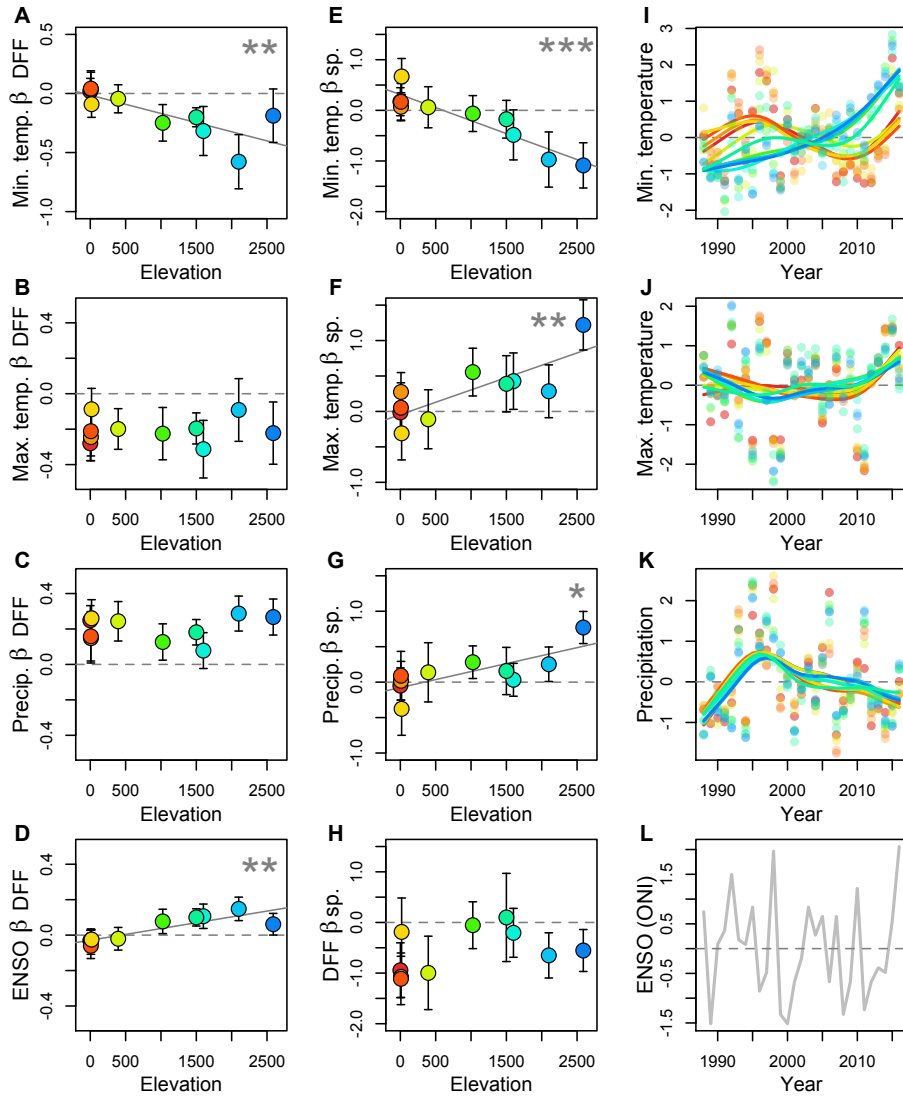 A
Min. temp. β DFF
0.5
0.0
-0.5
-1.0
**
0 500 1500 2500
Elevation
E
Min. temp. β sp.
1.0
0.0
-1.0
-2.0
***
0 500 1500 2500
Elevation
I
Min. temperature
3
2
1
0
-1
-2
1990 2000 2010
Year
B
Max. temp. β DFF
0.4
0.0
-0.4
0 500 1500 2500
Elevation
F
Max. temp. β sp.
1.0
0.0
-1.0
**
0 500 1500 2500
Elevation
J
Max. temperature
2
1
0
-1
-2
1990 2000 2010
Year
C
Precip. β DFF
0.4
0.0
-0.4
0 500 1500 2500
Elevation
G
Precip. β sp.
1.0
0.0
-1.0
*
0 500 1500 2500
Elevation
K
Precipitation
2
1
0
-1
1990 2000 2010
Year
D
ENSO β DFF
0.4
0.0
-0.4
**
0 500 1500 2500
Elevation
H
DFF β sp.
1.0
0.0
-1.0
-2.0
0 500 1500 2500
Elevation
L
ENSO (ONI)
1.5
0.5
-0.5
-1.5
1990 2000 2010
Year